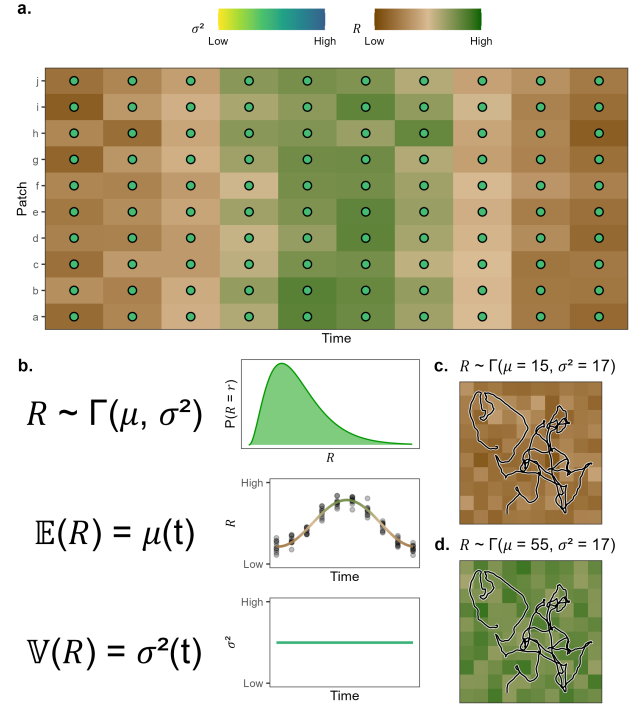 a.
σ² Low High
R Low High
Patch
j
i
h
g
f
e
d
c
b
a
Time
b.
R ~ Γ(μ, σ²)
P(R = r)
R
𝔼(R) = μ(t)
High
R
Low
Time
𝕍(R) = σ²(t)
High
σ²
Low
Time
c. R ~ Γ(μ = 15, σ² = 17)
d. R ~ Γ(μ = 55, σ² = 17)